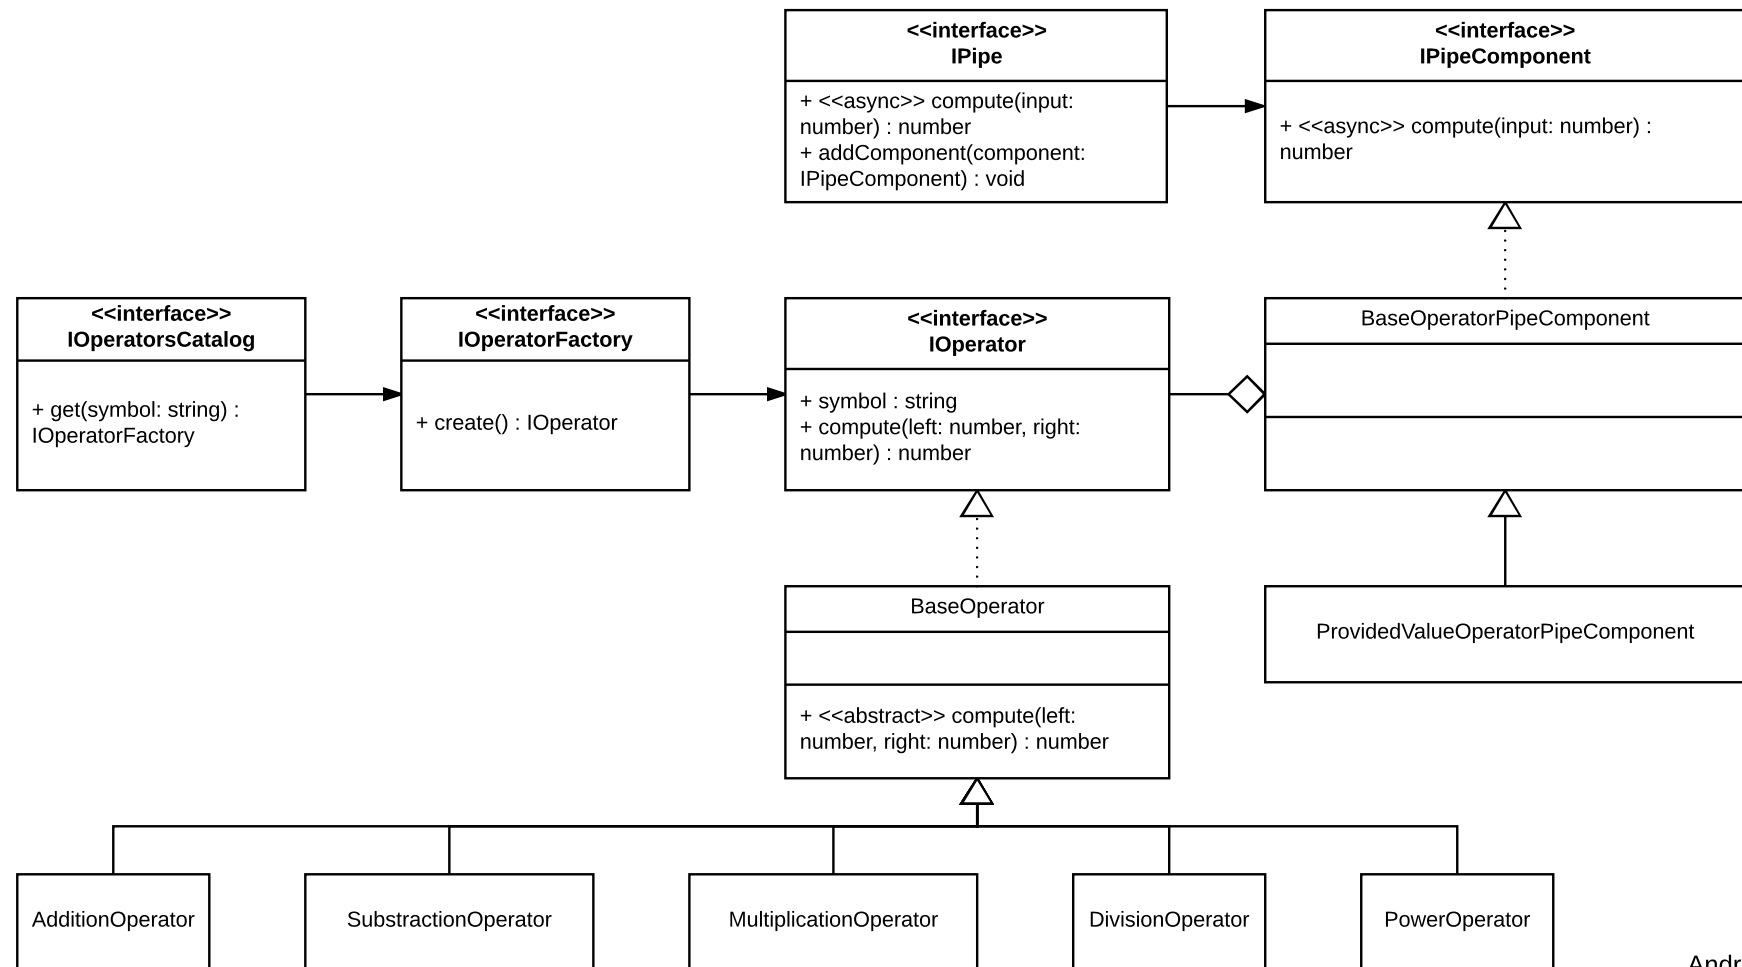 <<interface>>
IPipe
+ <<async>> compute(input:
number) : number
+ addComponent(component:
IPipeComponent) : void
<<interface>>
IPipeComponent
+ <<async>> compute(input: number) :
number
<<interface>>
IOperatorsCatalog
+ get(symbol: string) :
IOperatorFactory
<<interface>>
IOperatorFactory
+ create() : IOperator
<<interface>>
IOperator
+ symbol : string
+ compute(left: number, right:
number) : number
BaseOperatorPipeComponent
BaseOperator
+ <<abstract>> compute(left:
number, right: number) : number
ProvidedValueOperatorPipeComponent
AdditionOperator
SubstractionOperator
MultiplicationOperator
DivisionOperator
PowerOperator